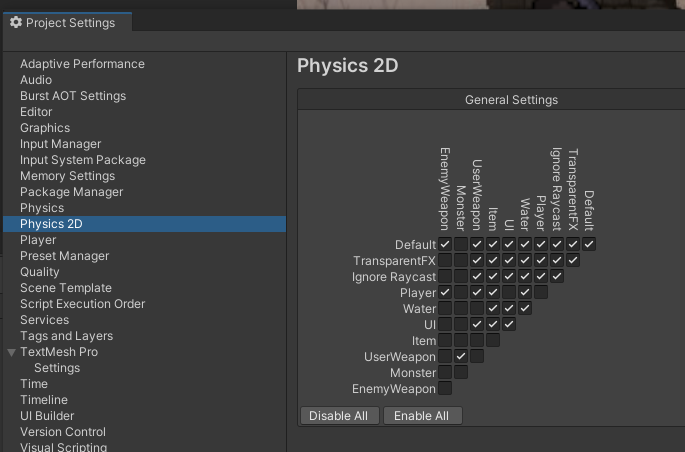 Project Settings
Adaptive Performance
Audio
Burst AOT Settings
Editor
Graphics
Input Manager
Input System Package
Memory Settings
Package Manager
Physics
Physics 2D
Player
Preset Manager
Quality
Scene Template
Script Execution Order
Services
Tags and Layers
TextMesh Pro
Settings
Time
Timeline
UI Builder
Version Control
Visual Scripting
Physics 2D
General Settings
EnemyWeapon
Monster
UserWeapon
Item
UI
Water
Player
Ignore Raycast
TransparentFX
Default
Default
TransparentFX
Ignore Raycast
Player
Water
UI
Item
UserWeapon
Monster
EnemyWeapon
Disable All
Enable All